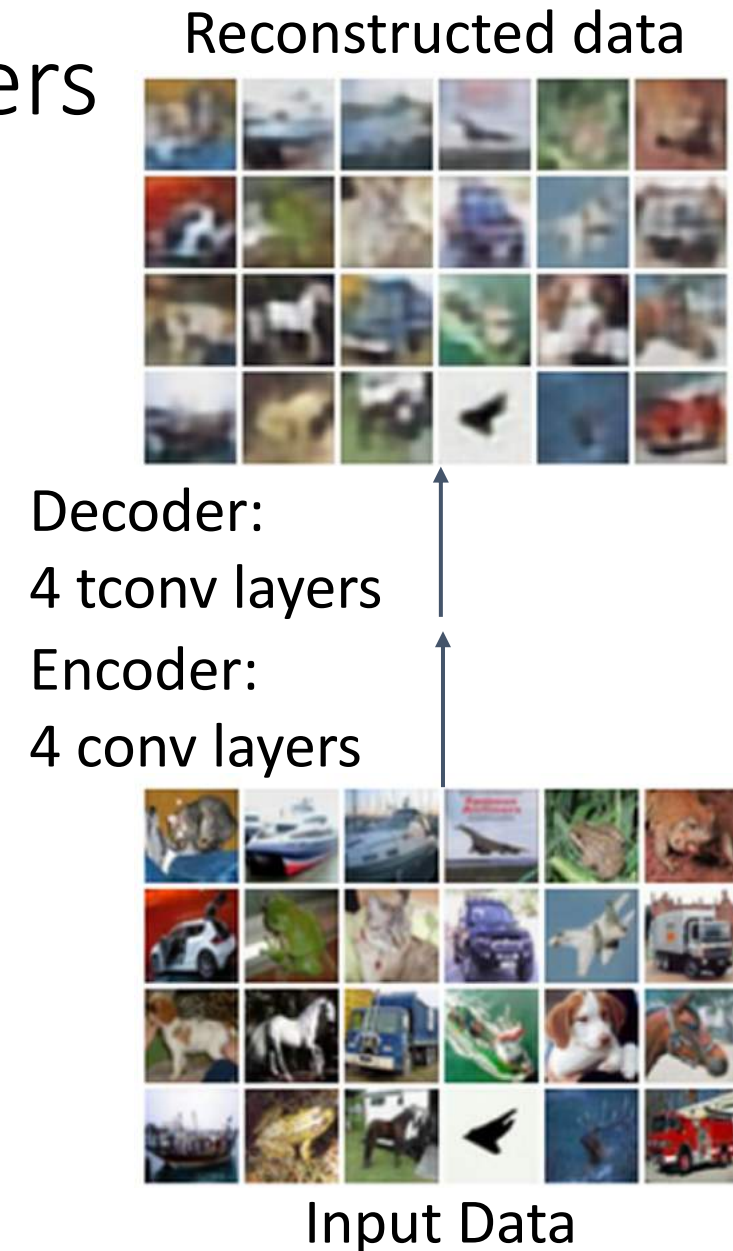 Reconstructed data
ers
Decoder:
4 tconv layers
Encoder:
4 conv layers
Input Data